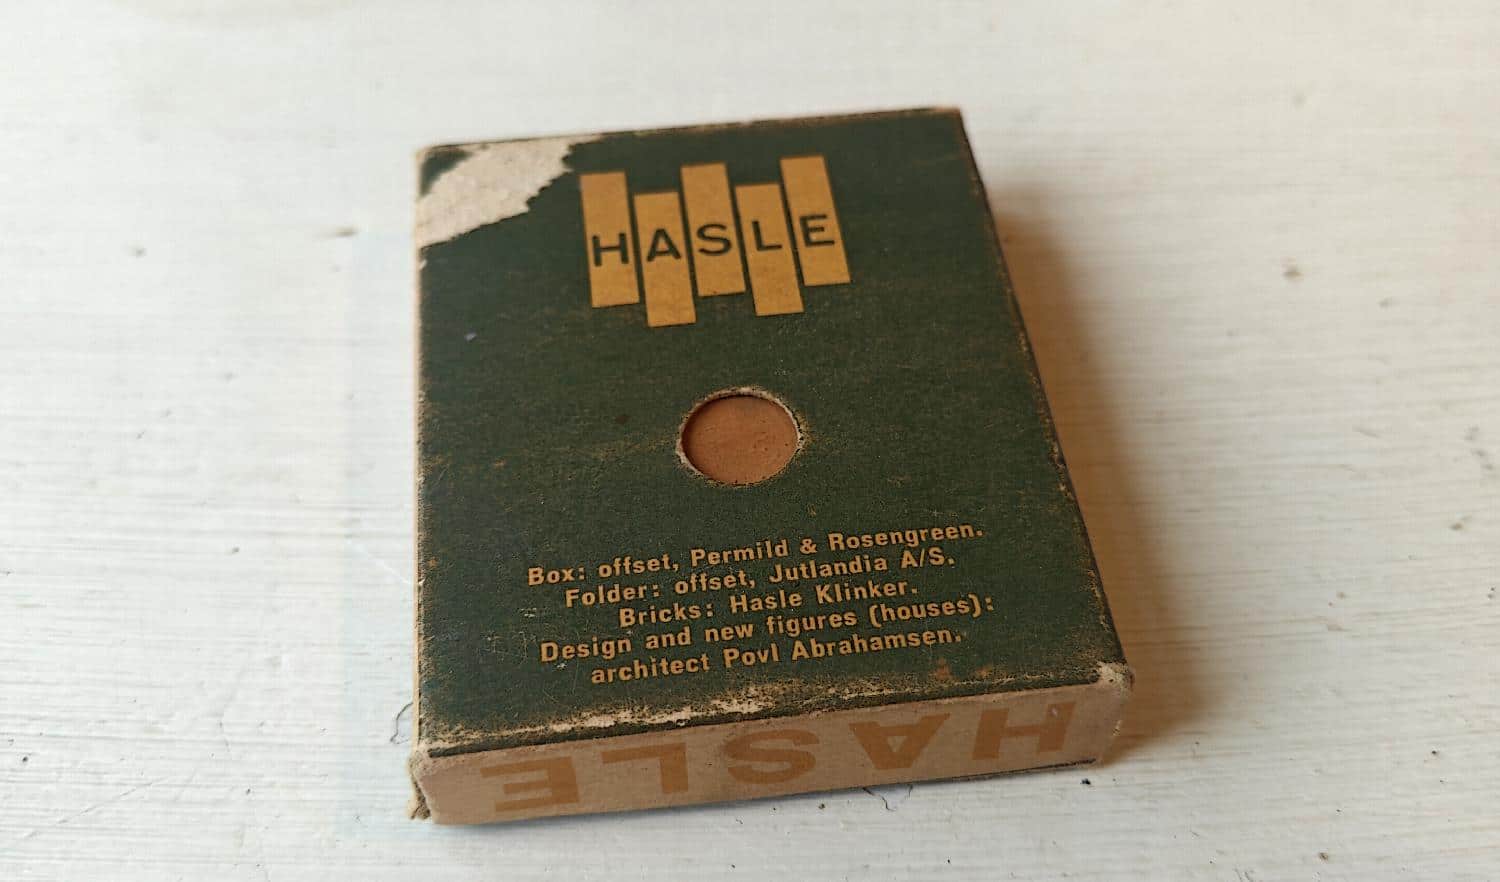 HASLE
Box: offset, Permild & Rosengreen.
Folder: offset, Jutlandia A/S.
Bricks: Hasle Klinker.
Design and new figures (houses):
architect Povl Abrahamsen.
HASLE